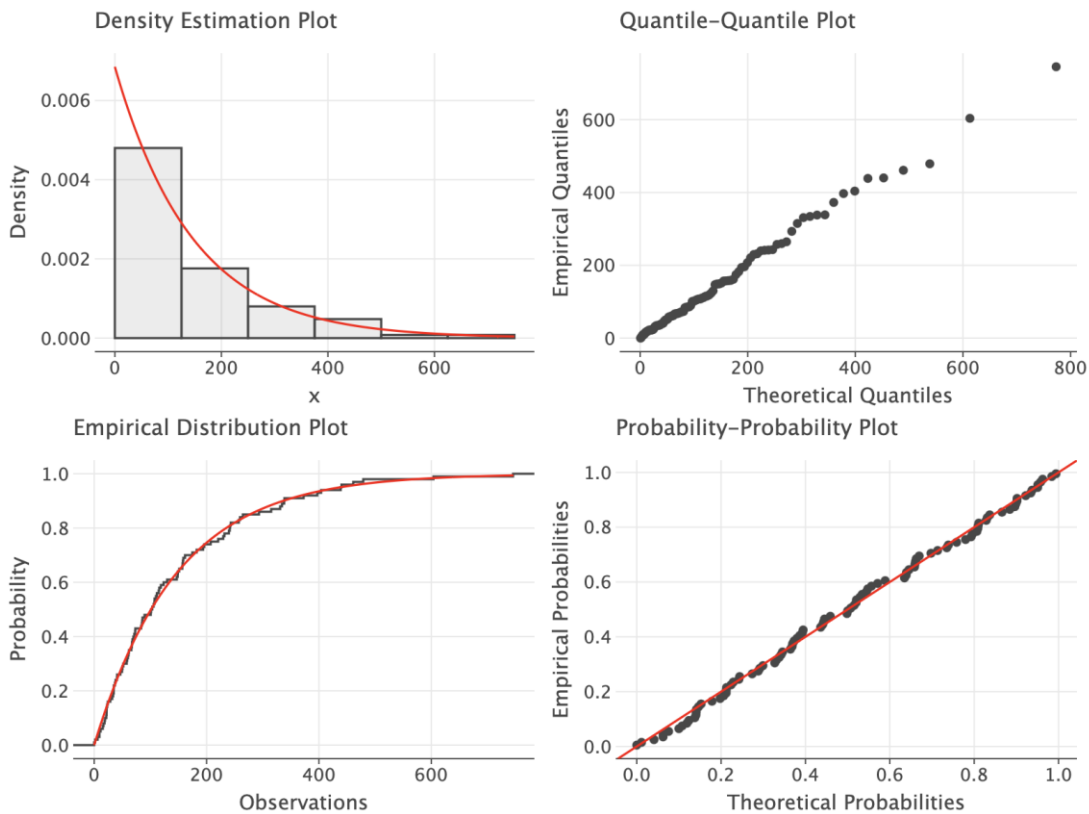 Density Estimation Plot
Density
0.006
0.004
0.002
0.000
0 200 400 600
x
Quantile−Quantile Plot
Empirical Quantiles
600
400
200
0
0 200 400 600 800
Theoretical Quantiles
Empirical Distribution Plot
Probability
1.0
0.8
0.6
0.4
0.2
0.0
0 200 400 600
Observations
Probability−Probability Plot
Empirical Probabilities
1.0
0.8
0.6
0.4
0.2
0.0
0.0 0.2 0.4 0.6 0.8 1.0
Theoretical Probabilities